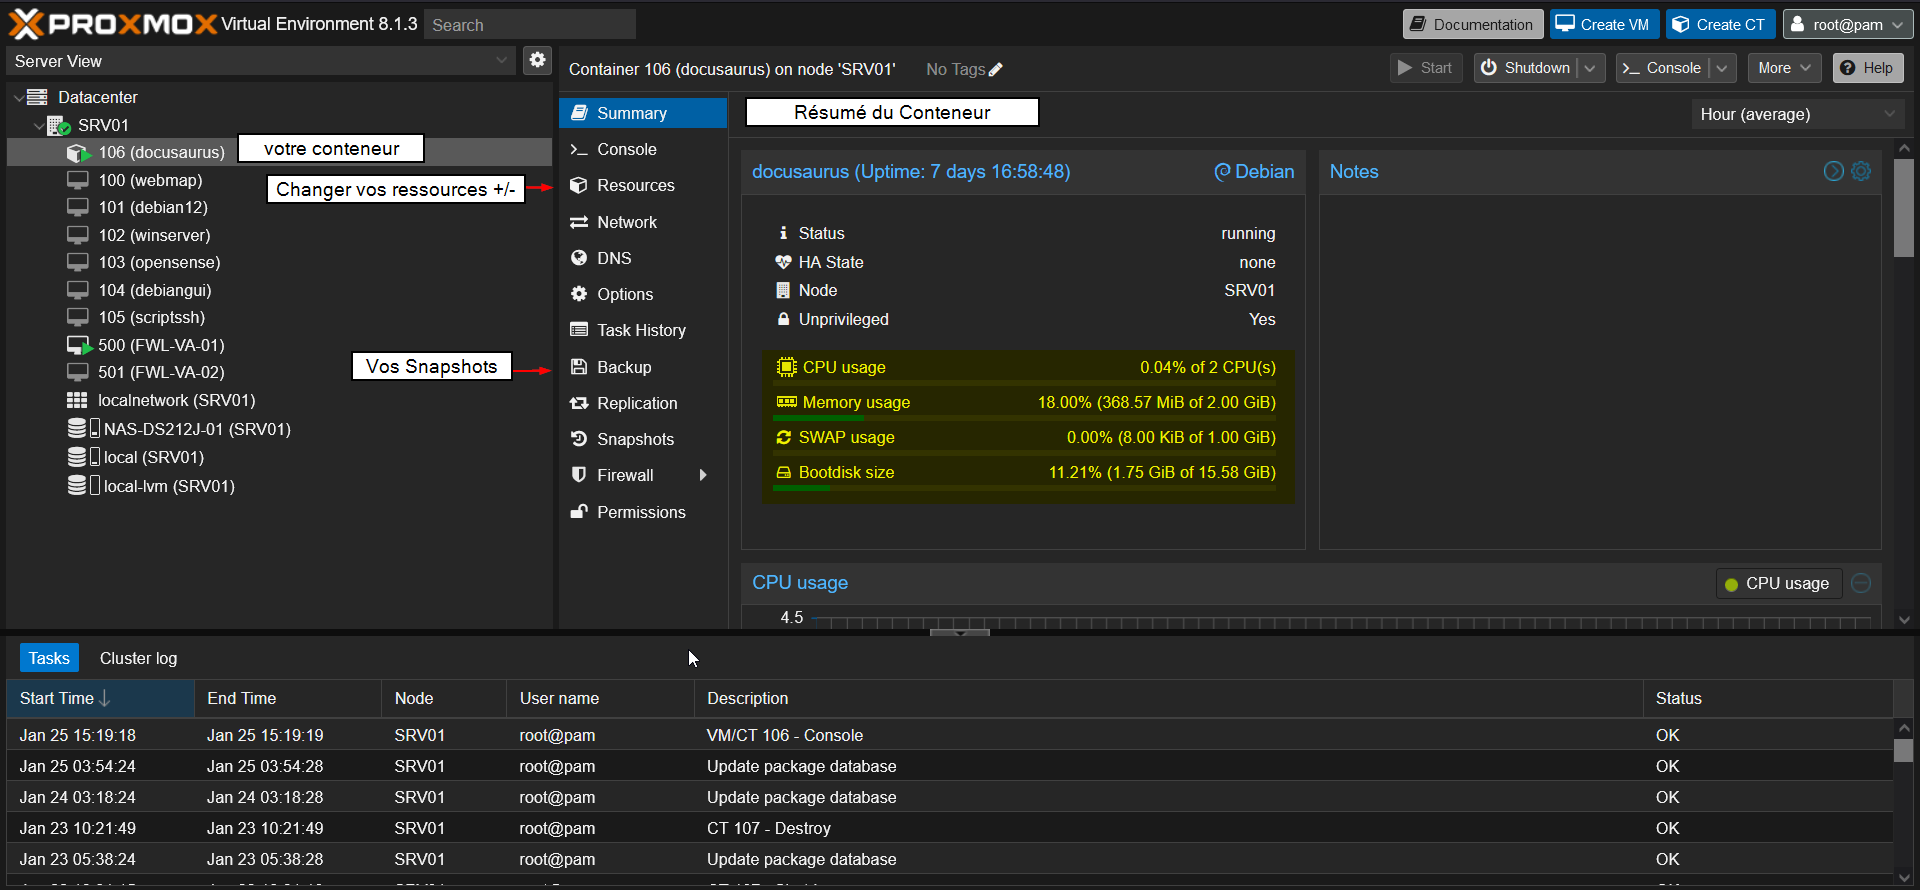 PROXMOX Virtual Environment 8.1.3 Search Documentation Create VM Create CT root@pam
Server View
Container 106 (docusaurus) on node 'SRV01' No Tags Start Shutdown Console More Help
Datacenter
SRV01
106 (docusaurus) votre conteneur
100 (webmap)
101 (debian12)
102 (winserver)
103 (opensense)
104 (debiangui)
105 (scriptssh)
500 (FWL-VA-01)
501 (FWL-VA-02)
localnetwork (SRV01)
NAS-DS212J-01 (SRV01)
local (SRV01)
local-lvm (SRV01)
Changer vos ressources +/-
Vos Snapshots
Summary
Console
Resources
Network
DNS
Options
Task History
Backup
Replication
Snapshots
Firewall
Permissions
Résumé du Conteneur
Hour (average)
docusaurus (Uptime: 7 days 16:58:48) Debian
Status running
HA State none
Node SRV01
Unprivileged Yes
CPU usage 0.04% of 2 CPU(s)
Memory usage 18.00% (368.57 MiB of 2.00 GiB)
SWAP usage 0.00% (8.00 KiB of 1.00 GiB)
Bootdisk size 11.21% (1.75 GiB of 15.58 GiB)
Notes
CPU usage CPU usage
4.5
Tasks Cluster log
Start Time End Time Node User name Description Status
Jan 25 15:19:18 Jan 25 15:19:19 SRV01 root@pam VM/CT 106 - Console OK
Jan 25 03:54:24 Jan 25 03:54:28 SRV01 root@pam Update package database OK
Jan 24 03:18:24 Jan 24 03:18:28 SRV01 root@pam Update package database OK
Jan 23 10:21:49 Jan 23 10:21:49 SRV01 root@pam CT 107 - Destroy OK
Jan 23 05:38:24 Jan 23 05:38:28 SRV01 root@pam Update package database OK